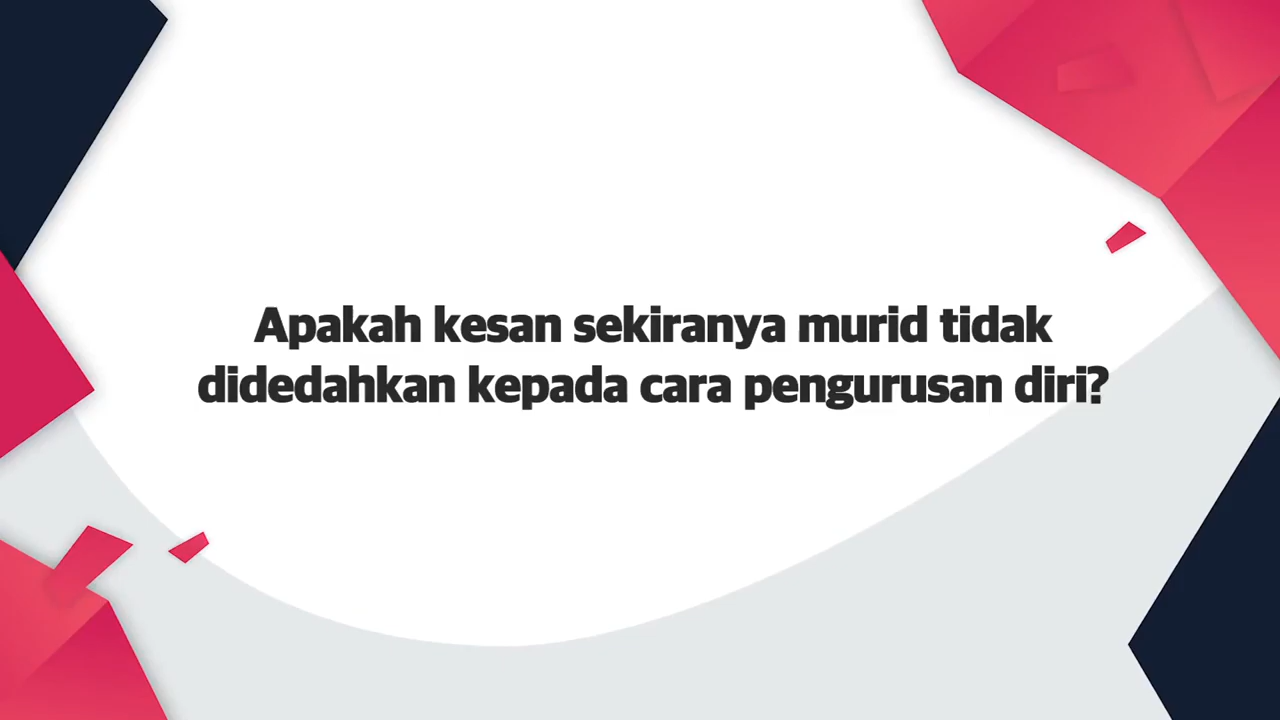 Apakah kesan sekiranya murid tidak
didedahkan kepada cara pengurusan diri?